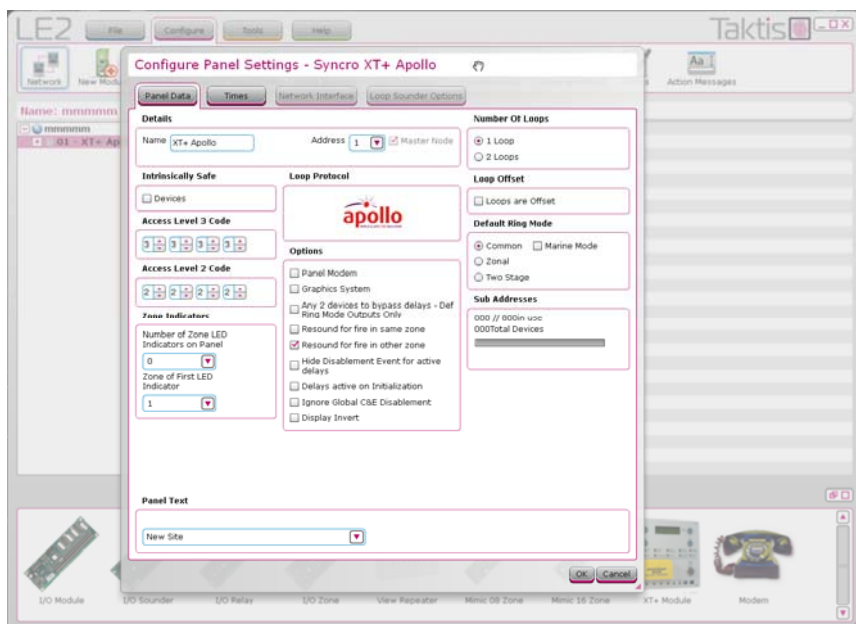 LE2
File
Configure
Tools
Help
Taktis
Network
New Modu
Action Messages
Name: mmmmm
mmmmm
01 - XT+ Ap
Configure Panel Settings - Syncro XT+ Apollo
Panel Data
Times
Network Interface
Loop Sounder Options
Details
Name
XT+ Apollo
Address
1
Master Node
Number Of Loops
1 Loop
2 Loops
Intrinsically Safe
Devices
Loop Protocol
apollo
Loop Offset
Loops are Offset
Access Level 3 Code
3 3 3 3
Access Level 2 Code
2 2 2 2
Default Ring Mode
Common
Marine Mode
Zonal
Two Stage
Options
Panel Modem
Graphics System
Any 2 devices to bypass delays - Def
Ring Mode Outputs Only
Resound for fire in same zone
Resound for fire in other zone
Hide Disablement Event for active
delays
Delays active on Initialization
Ignore Global C&E Disablement
Display Invert
Sub Addresses
000 // 000in use
000Total Devices
Zone Indicators
Number of Zone LED
Indicators on Panel
0
Zone of First LED
Indicator
1
Panel Text
New Site
OK
Cancel
I/O Module
I/O Sounder
I/O Relay
I/O Zone
View Repeater
Mimic 08 Zone
Mimic 16 Zone
XT+ Module
Modem